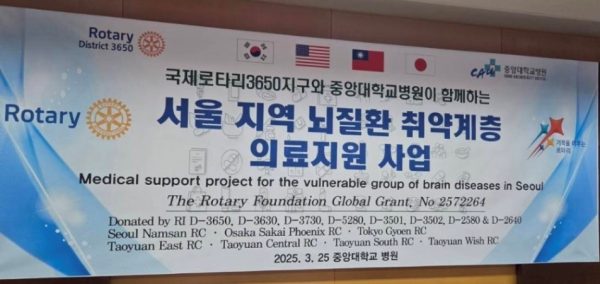 Rotary
District 3650
CAUH 중앙대학교병원
국제로타리3650지구와 중앙대학교병원이 함께하는
Rotary
서울 지역 뇌질환 취약계층
의료지원 사업
Medical support project for the vulnerable group of brain diseases in Seoul
The Rotary Foundation Global Grant, No 2572264
Donated by RI D-3650, D-3630, D-3730, D-5280, D-3501, D-3502, D-2580 & D-2640
Seoul Namsan RC · Osaka Sakai Phoenix RC · Tokyo Gyoen RC
Taoyuan East RC · Taoyuan Central RC · Taoyuan South RC · Taoyuan Wish RC
2025. 3. 25 중앙대학교 병원